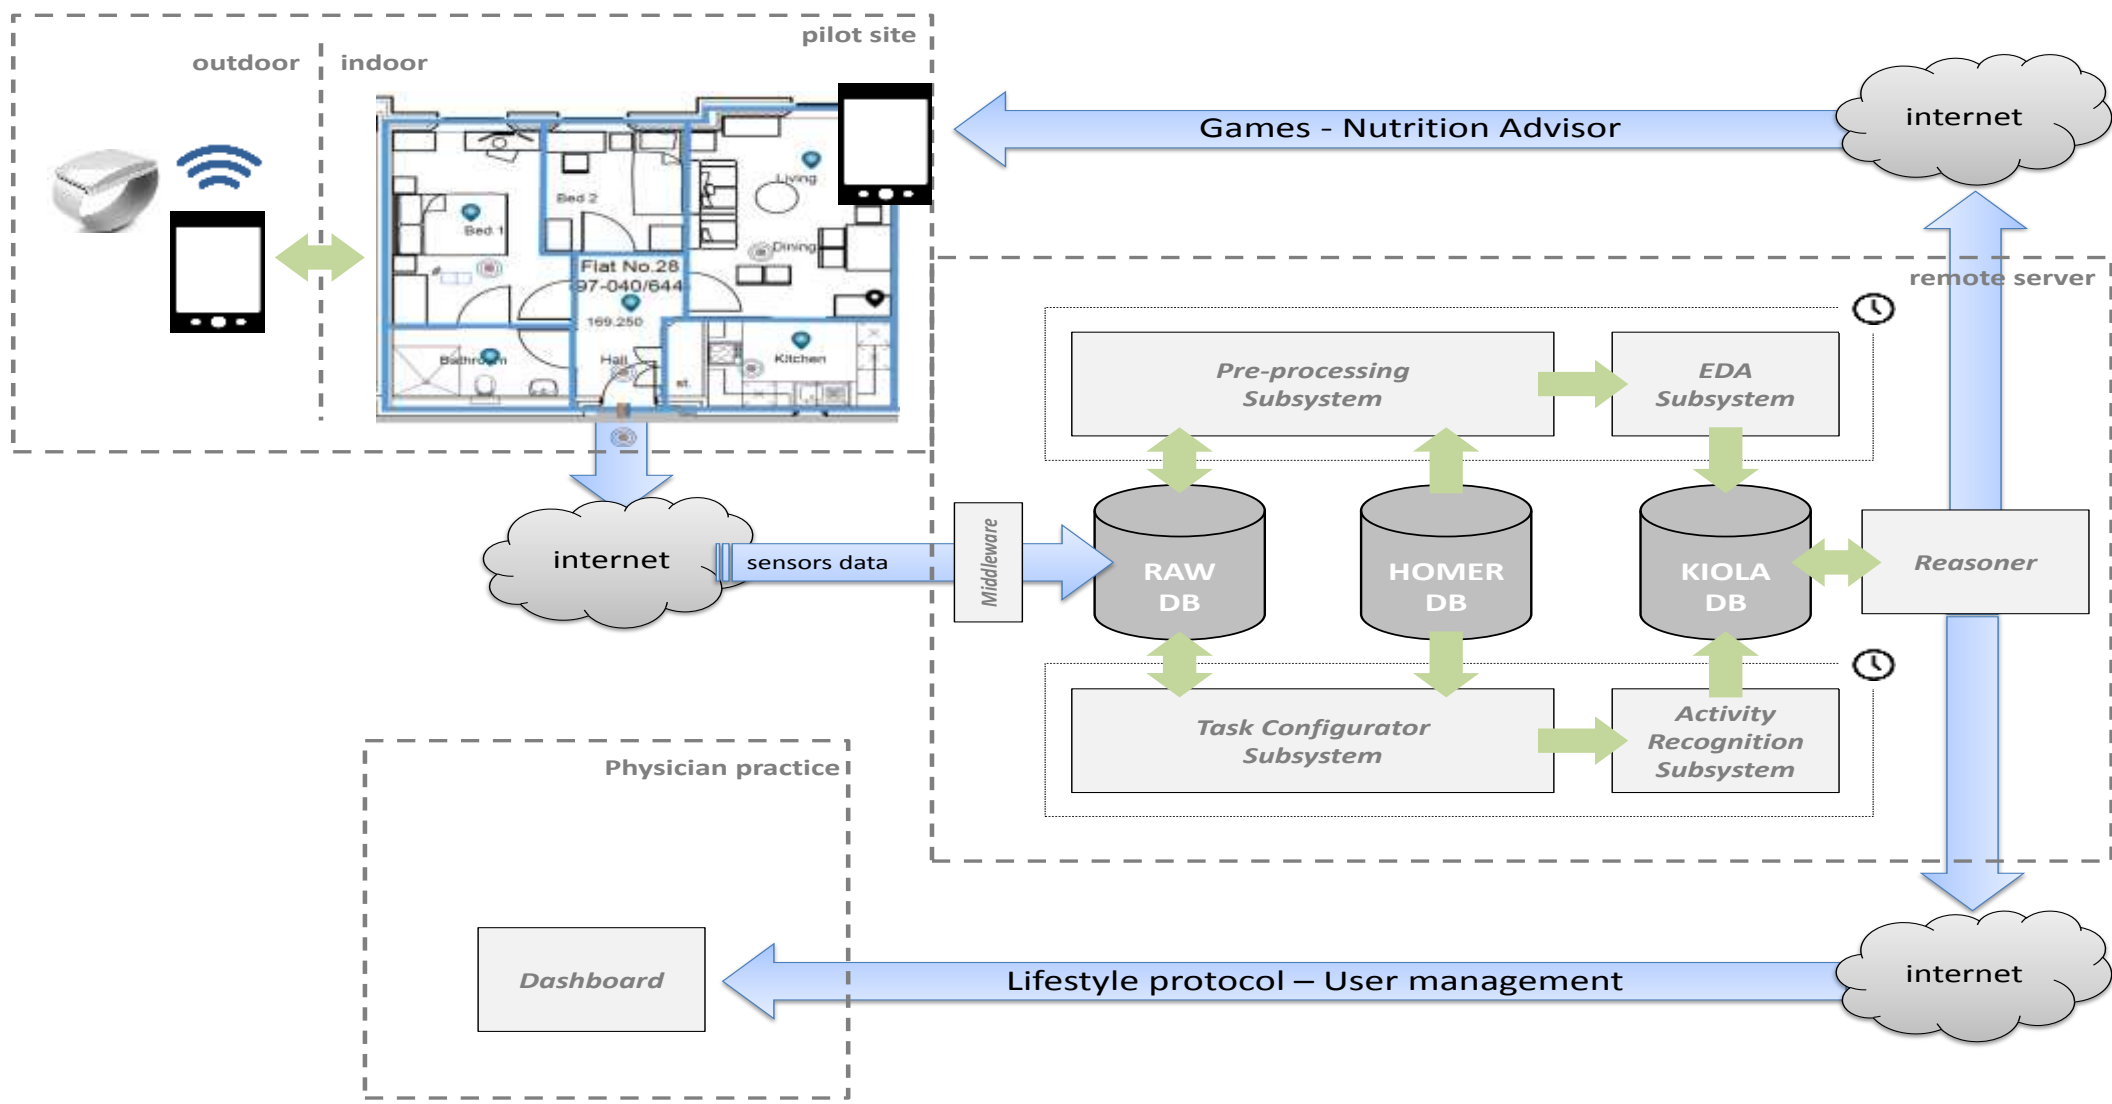 pilot site
outdoor
indoor
Bed 1
Bed 2
Living
Dining
Flat No.28
97-040/644
169.250
Bathroom
Hall
st.
Kitchen
Games - Nutrition Advisor
internet
remote server
Pre-processing
Subsystem
EDA
Subsystem
internet
sensors data
Middleware
RAW
DB
HOMER
DB
KIOLA
DB
Reasoner
Task Configurator
Subsystem
Activity
Recognition
Subsystem
Physician practice
Dashboard
Lifestyle protocol – User management
internet